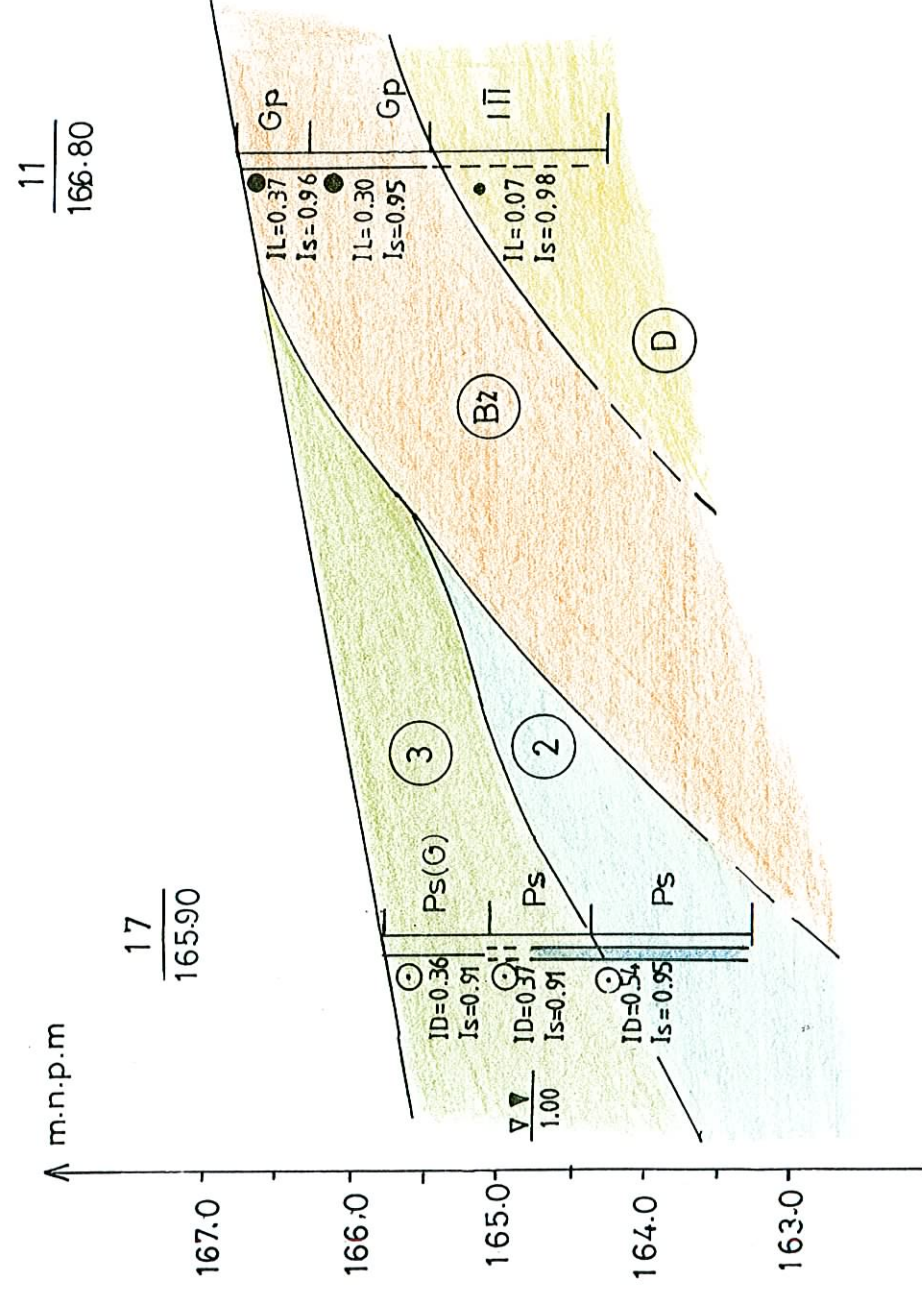 m.n.p.m
167.0
166.0
165.0
164.0
163.0
17
165.90
11
166.80
Ps(G)
Ps
Ps
ID=0.36
Is=0.91
ID=0.37
Is=0.91
ID=0.54
Is=0.95
1.00
3
2
Bż
D
IL=0.37
Is=0.96
IL=0.30
Is=0.95
IL=0.07
Is=0.98
Gp
Gp
IΠ